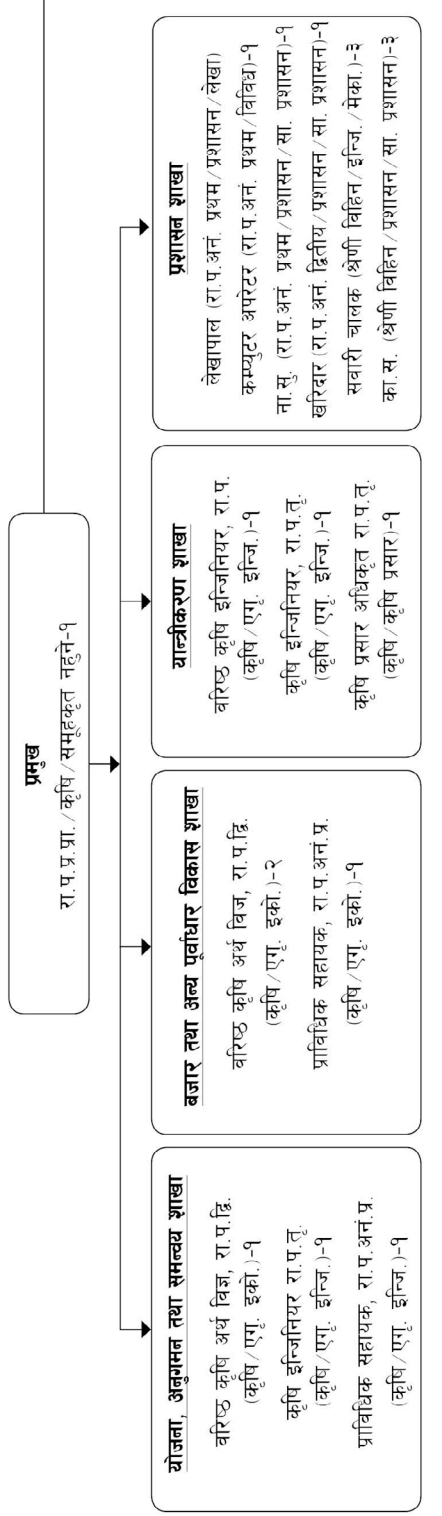 प्रमुख
रा.प.प्र.प्रा./कृषि/समूहकृत नहुने-१
योजना, अनुगमन तथा समन्वय शाखा
वरिष्ठ कृषि अर्थ विज्ञ, रा.प.द्वि.
(कृषि/एग्. इको.)-१
कृषि इन्जिनियर रा.प.तृ.
(कृषि/एग्. इन्जि.)-१
प्राविधिक सहायक, रा.प.अनं.प्र.
(कृषि/एग्. इन्जि.)-१
बजार तथा अन्य पूर्वाधार विकास शाखा
वरिष्ठ कृषि अर्थ विज्ञ, रा.प.द्वि.
(कृषि/एग्. इको.)-२
प्राविधिक सहायक, रा.प.अनं.प्र.
(कृषि/एग्. इको.)-१
यान्त्रीकरण शाखा
वरिष्ठ कृषि इन्जिनियर, रा.प.
(कृषि/एग्. इन्जि.)-१
कृषि इन्जिनियर, रा.प.तृ.
(कृषि/एग्. इन्जि.)-१
कृषि प्रसार अधिकृत रा.प.तृ.
(कृषि/कृषि प्रसार)-१
प्रशासन शाखा
लेखापाल (रा.प.अनं. प्रथम/प्रशासन/लेखा)
कम्प्युटर अपरेटर (रा.प.अनं. प्रथम/विविध)-१
ना.सु. (रा.प.अनं. प्रथम/प्रशासन/सा. प्रशासन)-१
खरिदार (रा.प.अनं. द्वितीय/प्रशासन/सा. प्रशासन)-१
सवारी चालक (श्रेणी विहिन/इन्जि./मेका.)-३
का.स. (श्रेणी विहिन/प्रशासन/सा. प्रशासन)-३